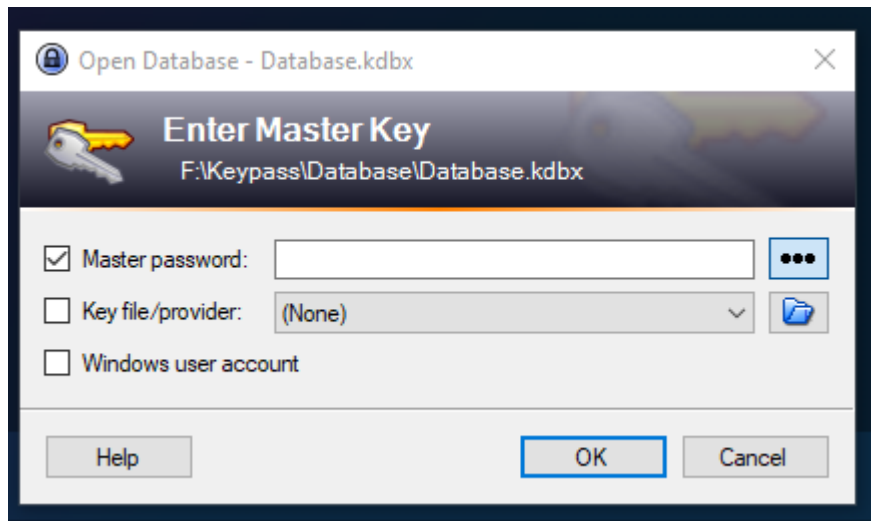 Open Database - Database.kdbx
Enter Master Key
F:\Keypass\Database\Database.kdbx
Master password:
Key file/provider: (None)
Windows user account
Help OK Cancel